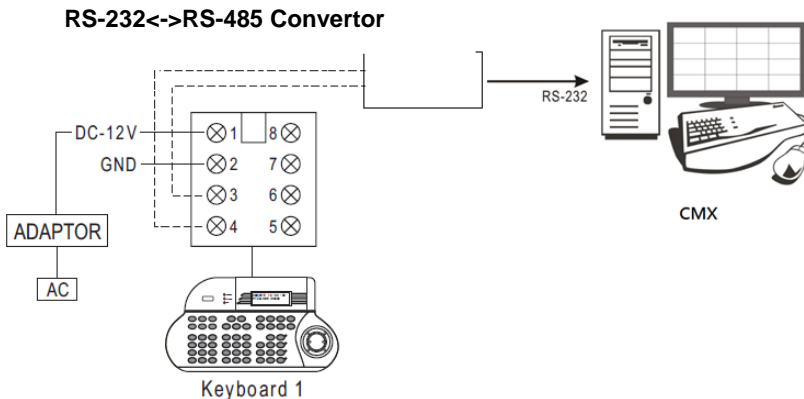 RS-232<->RS-485 Convertor
RS-232
DC-12V
GND
1
8
2
7
3
6
4
5
ADAPTOR
AC
CMX
Keyboard 1